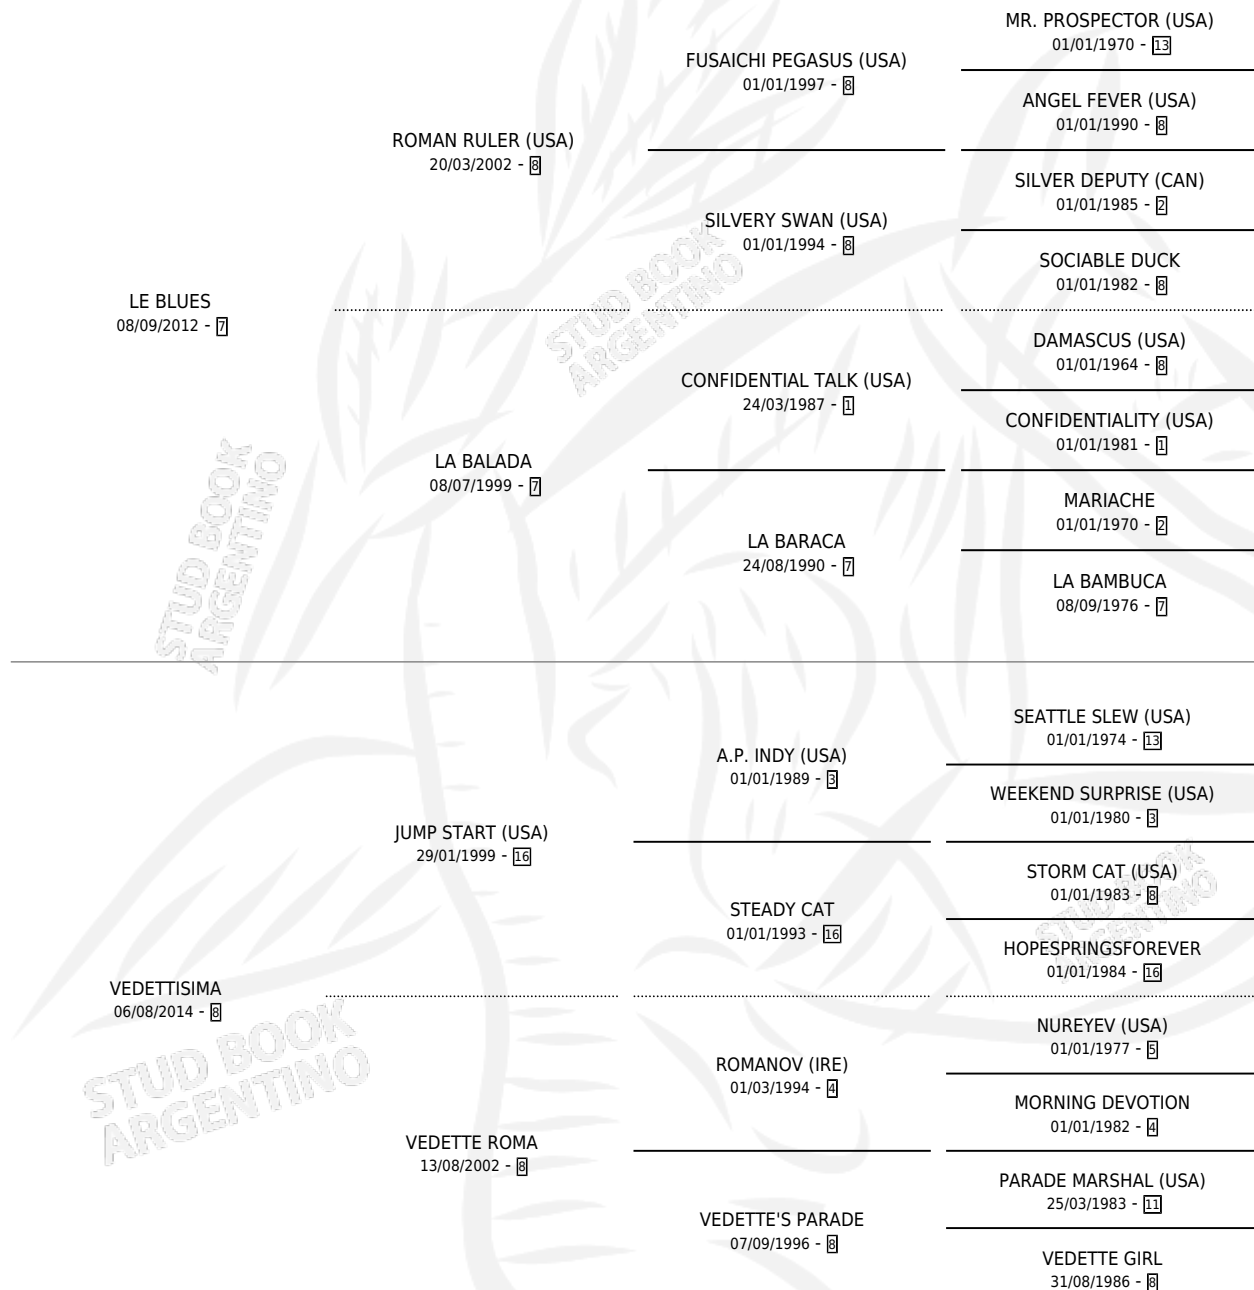 MR. PROSPECTOR (USA)
01/01/1970 - 13
FUSAICHI PEGASUS (USA)
01/01/1997 - 8
ANGEL FEVER (USA)
01/01/1990 - 8
ROMAN RULER (USA)
20/03/2002 - 8
SILVER DEPUTY (CAN)
01/01/1985 - 2
SILVERY SWAN (USA)
01/01/1994 - 8
SOCIABLE DUCK
01/01/1982 - 8
LE BLUES
08/09/2012 - 7
DAMASCUS (USA)
01/01/1964 - 8
CONFIDENTIAL TALK (USA)
24/03/1987 - 1
CONFIDENTIALITY (USA)
01/01/1981 - 1
LA BALADA
08/07/1999 - 7
MARIACHE
01/01/1970 - 2
LA BARACA
24/08/1990 - 7
LA BAMBUCA
08/09/1976 - 7
SEATTLE SLEW (USA)
01/01/1974 - 13
A.P. INDY (USA)
01/01/1989 - 3
WEEKEND SURPRISE (USA)
01/01/1980 - 3
JUMP START (USA)
29/01/1999 - 16
STORM CAT (USA)
01/01/1983 - 8
STEADY CAT
01/01/1993 - 16
HOPESPRINGSFOREVER
01/01/1984 - 16
VEDETTISIMA
06/08/2014 - 8
NUREYEV (USA)
01/01/1977 - 5
ROMANOV (IRE)
01/03/1994 - 4
MORNING DEVOTION
01/01/1982 - 4
VEDETTE ROMA
13/08/2002 - 8
PARADE MARSHAL (USA)
25/03/1983 - 11
VEDETTE'S PARADE
07/09/1996 - 8
VEDETTE GIRL
31/08/1986 - 8
STUD BOOK
ARGENTINO
STUD BOOK
ARGENTINO
STUD BOOK
ARGENTINO
STUD BOOK
ARGENTINO